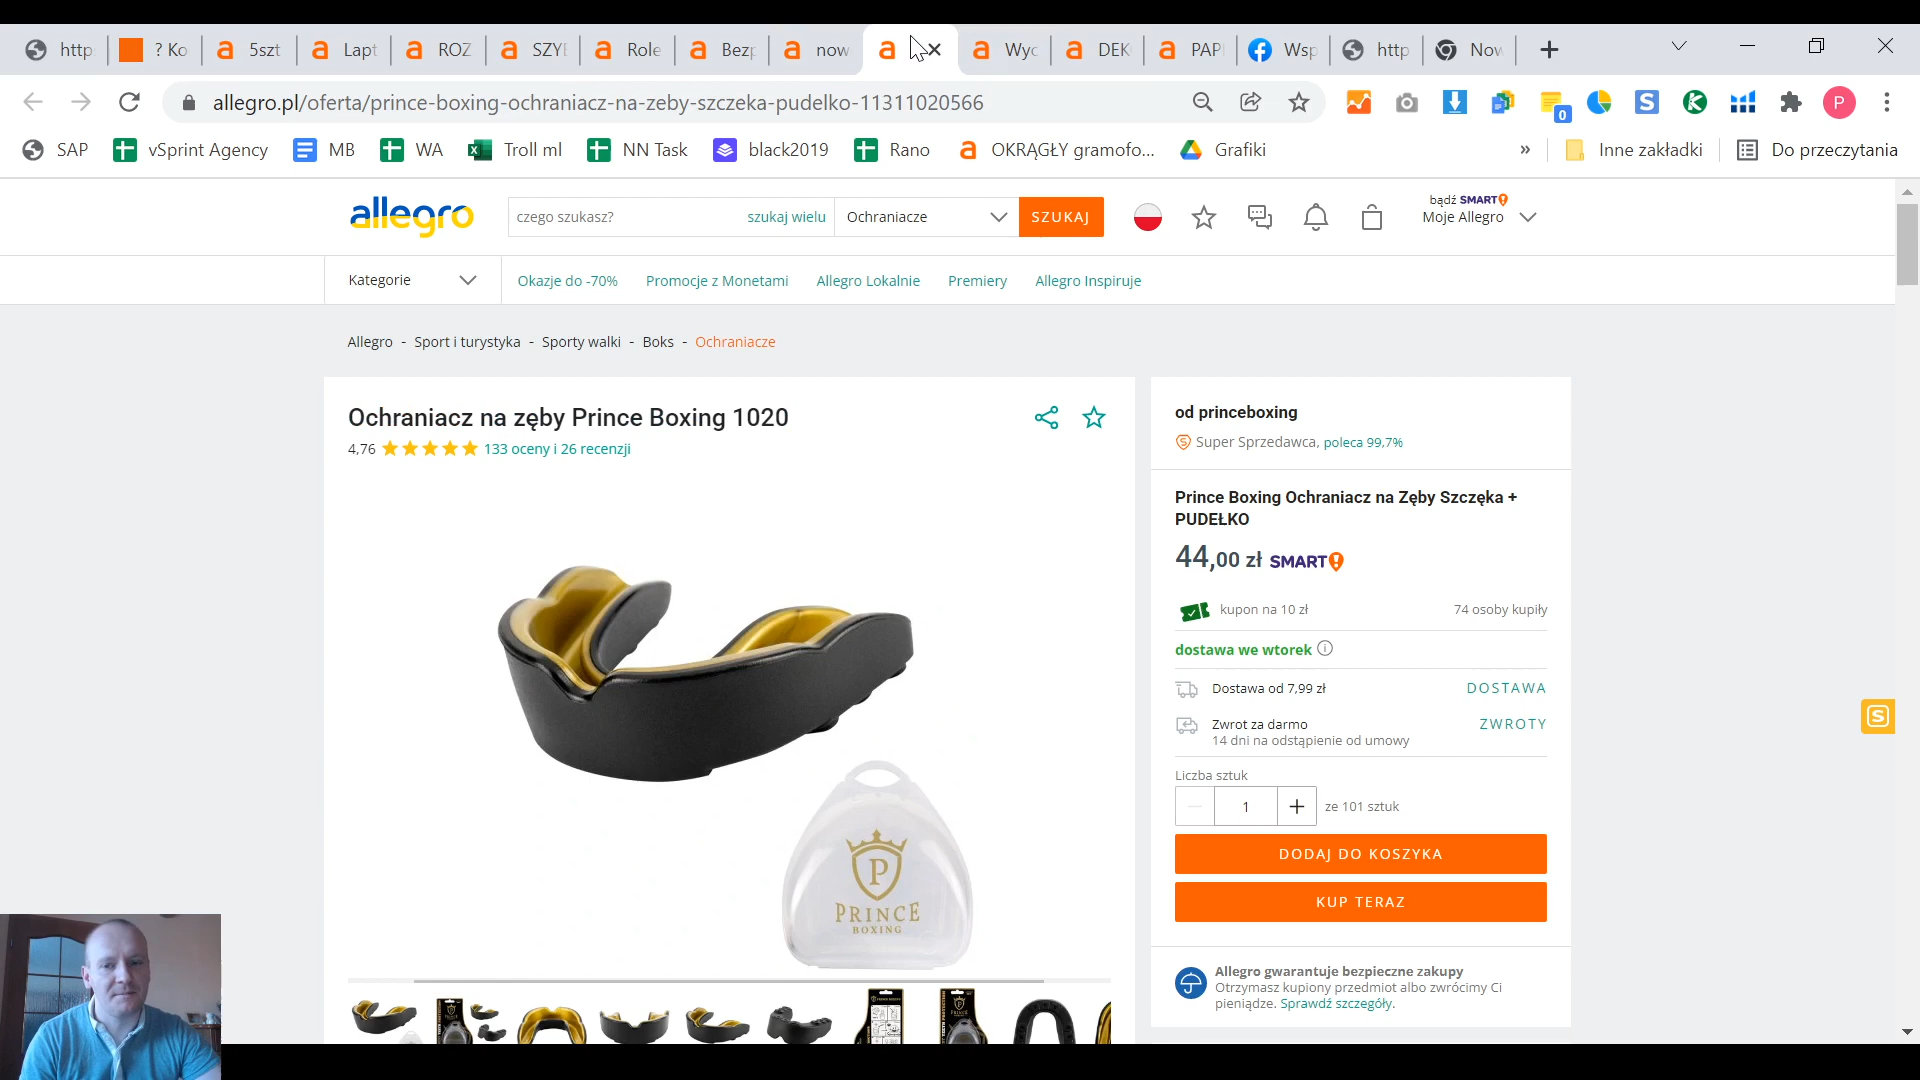 http
? Ko
5szt
Lapt
ROZ
SZYB
Role
Bezp
now
Wyc
DEK
PAPI
Wsp
http
Now
allegro.pl/oferta/prince-boxing-ochraniacz-na-zeby-szczeka-pudelko-11311020566
0
S
K
P
SAP
vSprint Agency
MB
WA
Troll ml
NN Task
black2019
Rano
OKRĄGŁY gramofo...
Grafiki
»
Inne zakładki
Do przeczytania
allegro
czego szukasz?
szukaj wielu
Ochraniacze
SZUKAJ
bądź SMART!
Moje Allegro
Kategorie
Okazje do -70%
Promocje z Monetami
Allegro Lokalnie
Premiery
Allegro Inspiruje
Allegro - Sport i turystyka - Sporty walki - Boks - Ochraniacze
Ochraniacz na zęby Prince Boxing 1020
4,76
133 oceny i 26 recenzji
P
PRINCE
BOXING
od princeboxing
Super Sprzedawca, poleca 99,7%
Prince Boxing Ochraniacz na Zęby Szczęka +
PUDEŁKO
44,00 zł SMART!
kupon na 10 zł
74 osoby kupiły
dostawa we wtorek
Dostawa od 7,99 zł
DOSTAWA
Zwrot za darmo
ZWROTY
14 dni na odstąpienie od umowy
Liczba sztuk
1
ze 101 sztuk
DODAJ DO KOSZYKA
KUP TERAZ
Allegro gwarantuje bezpieczne zakupy
Otrzymasz kupiony przedmiot albo zwrócimy Ci
pieniądze. Sprawdź szczegóły.
S